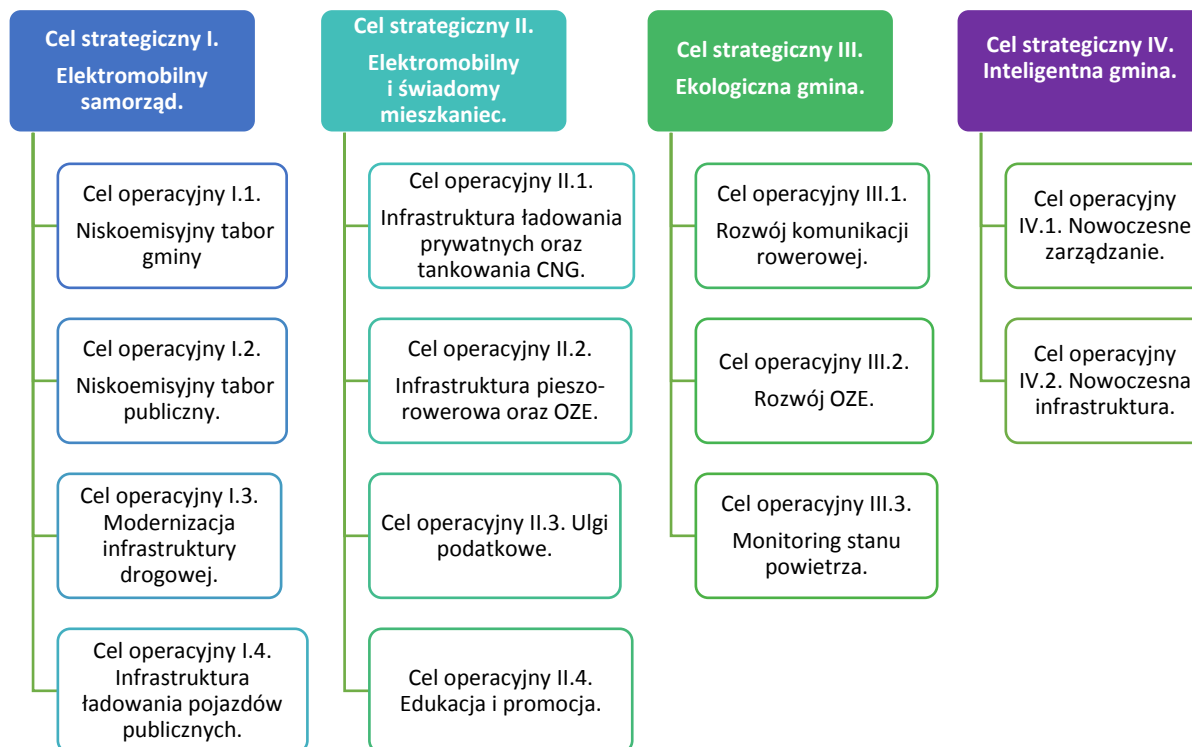 Cel strategiczny I.
Elektromobilny
samorząd.
Cel operacyjny I.1.
Niskoemisyjny tabor
gminy
Cel operacyjny I.2.
Niskoemisyjny tabor
publiczny.
Cel operacyjny I.3.
Modernizacja
infrastruktury
drogowej.
Cel operacyjny I.4.
Infrastruktura
ładowania pojazdów
publicznych.
Cel strategiczny II.
Elektromobilny
i świadomy
mieszkaniec.
Cel operacyjny II.1.
Infrastruktura ładowania
prywatnych oraz
tankowania CNG.
Cel operacyjny II.2.
Infrastruktura pieszo-
rowerowa oraz OZE.
Cel operacyjny II.3. Ulgi
podatkowe.
Cel operacyjny II.4.
Edukacja i promocja.
Cel strategiczny III.
Ekologiczna gmina.
Cel operacyjny III.1.
Rozwój komunikacji
rowerowej.
Cel operacyjny III.2.
Rozwój OZE.
Cel operacyjny III.3.
Monitoring stanu
powietrza.
Cel strategiczny IV.
Inteligentna gmina.
Cel operacyjny
IV.1. Nowoczesne
zarządzanie.
Cel operacyjny
IV.2. Nowoczesna
infrastruktura.